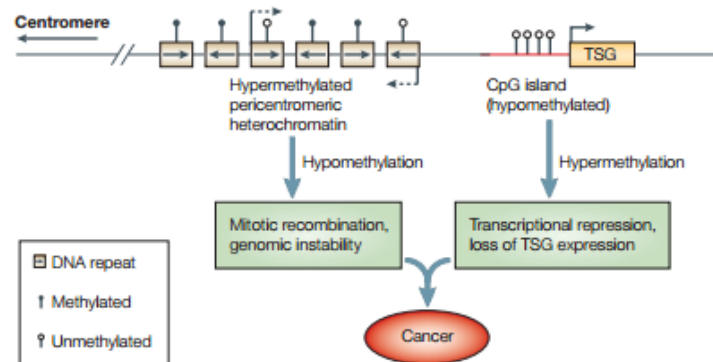 Centromere
TSG
Hypermethylated
pericentromeric
heterochromatin
CpG island
(hypomethylated)
Hypomethylation
Hypermethylation
Mitotic recombination,
genomic instability
Transcriptional repression,
loss of TSG expression
DNA repeat
Methylated
Unmethylated
Cancer